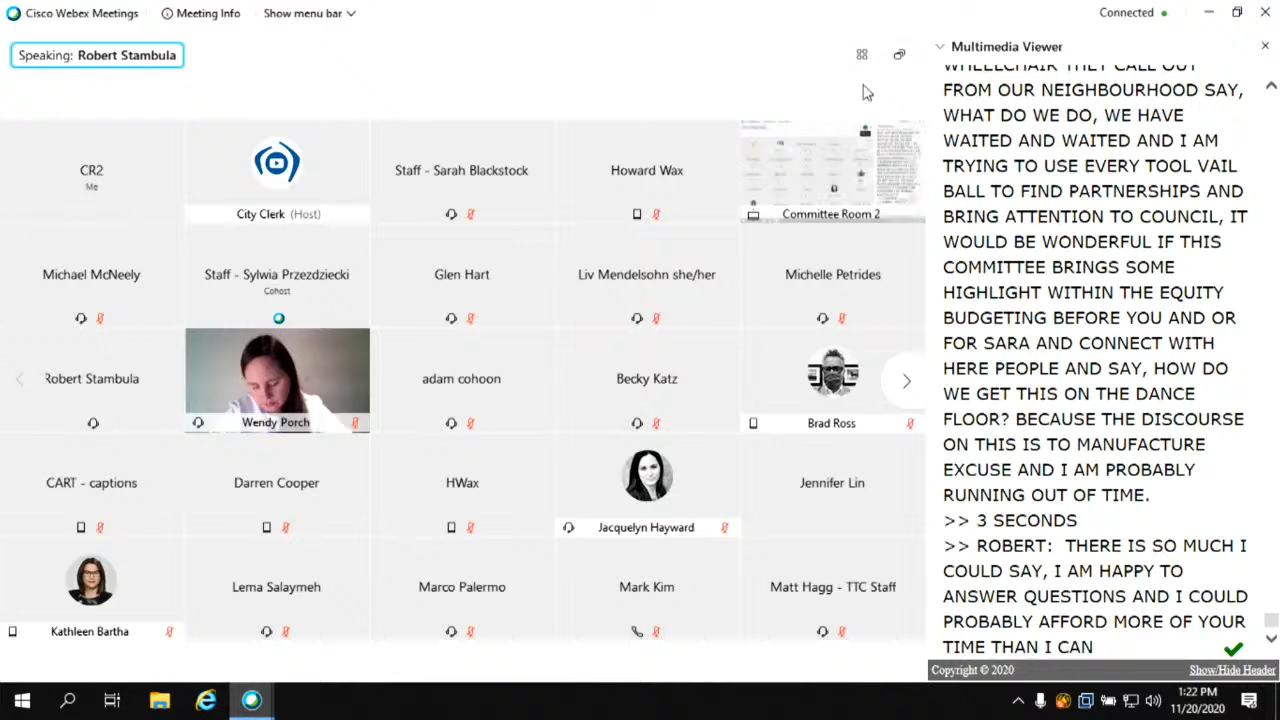 Cisco Webex Meetings
Meeting Info
Show menu bar
Connected
Speaking: Robert Stambula
CR2
Me
City Clerk (Host)
Staff - Sarah Blackstock
Howard Wax
Committee Room 2
Michael McNeely
Staff - Sylwia Przezdziecki
Cohost
Glen Hart
Liv Mendelsohn she/her
Michelle Petrides
Robert Stambula
Wendy Porch
adam cohoon
Becky Katz
Brad Ross
CART - captions
Darren Cooper
HWax
Jacquelyn Hayward
Jennifer Lin
Kathleen Bartha
Lema Salaymeh
Marco Palermo
Mark Kim
Matt Hagg - TTC Staff
Multimedia Viewer
WHEELCHAIR THEY CALL OUT
FROM OUR NEIGHBOURHOOD SAY,
WHAT DO WE DO, WE HAVE
WAITED AND WAITED AND I AM
TRYING TO USE EVERY TOOL VAIL
BALL TO FIND PARTNERSHIPS AND
BRING ATTENTION TO COUNCIL, IT
WOULD BE WONDERFUL IF THIS
COMMITTEE BRINGS SOME
HIGHLIGHT WITHIN THE EQUITY
BUDGETING BEFORE YOU AND OR
FOR SARA AND CONNECT WITH
HERE PEOPLE AND SAY, HOW DO
WE GET THIS ON THE DANCE
FLOOR? BECAUSE THE DISCOURSE
ON THIS IS TO MANUFACTURE
EXCUSE AND I AM PROBABLY
RUNNING OUT OF TIME.
>> 3 SECONDS
>> ROBERT: THERE IS SO MUCH I
COULD SAY, I AM HAPPY TO
ANSWER QUESTIONS AND I COULD
PROBABLY AFFORD MORE OF YOUR
TIME THAN I CAN
Copyright © 2020
Show/Hide Header
1:22 PM
11/20/2020